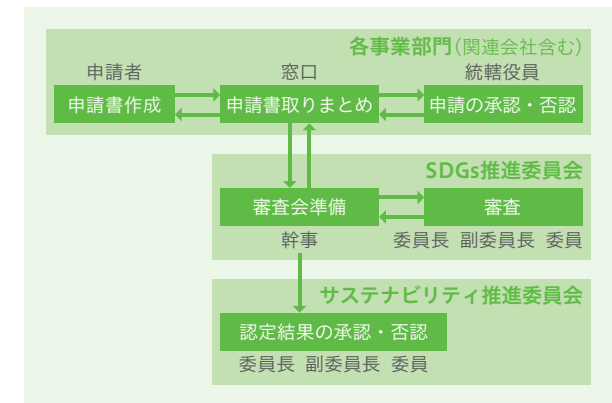 各事業部門(関連会社含む)
申請者 窓口 統轄役員
申請書作成 申請書取りまとめ 申請の承認・否認
SDGs推進委員会
審査会準備 審査
幹事 委員長 副委員長 委員
サステナビリティ推進委員会
認定結果の承認・否認
委員長 副委員長 委員